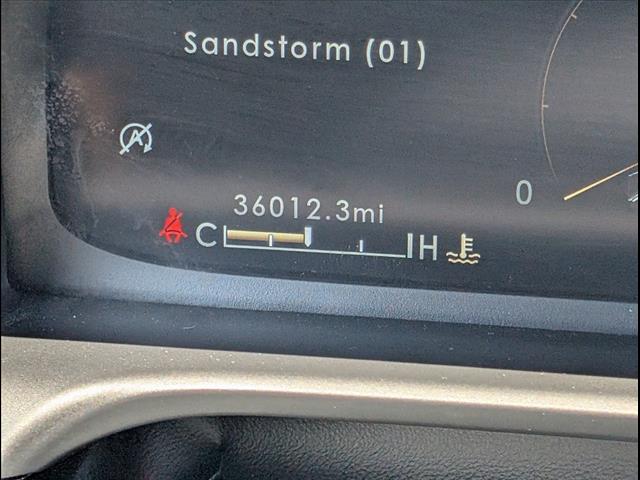 Sandstorm (01)
A
0
36012.3mi
C H